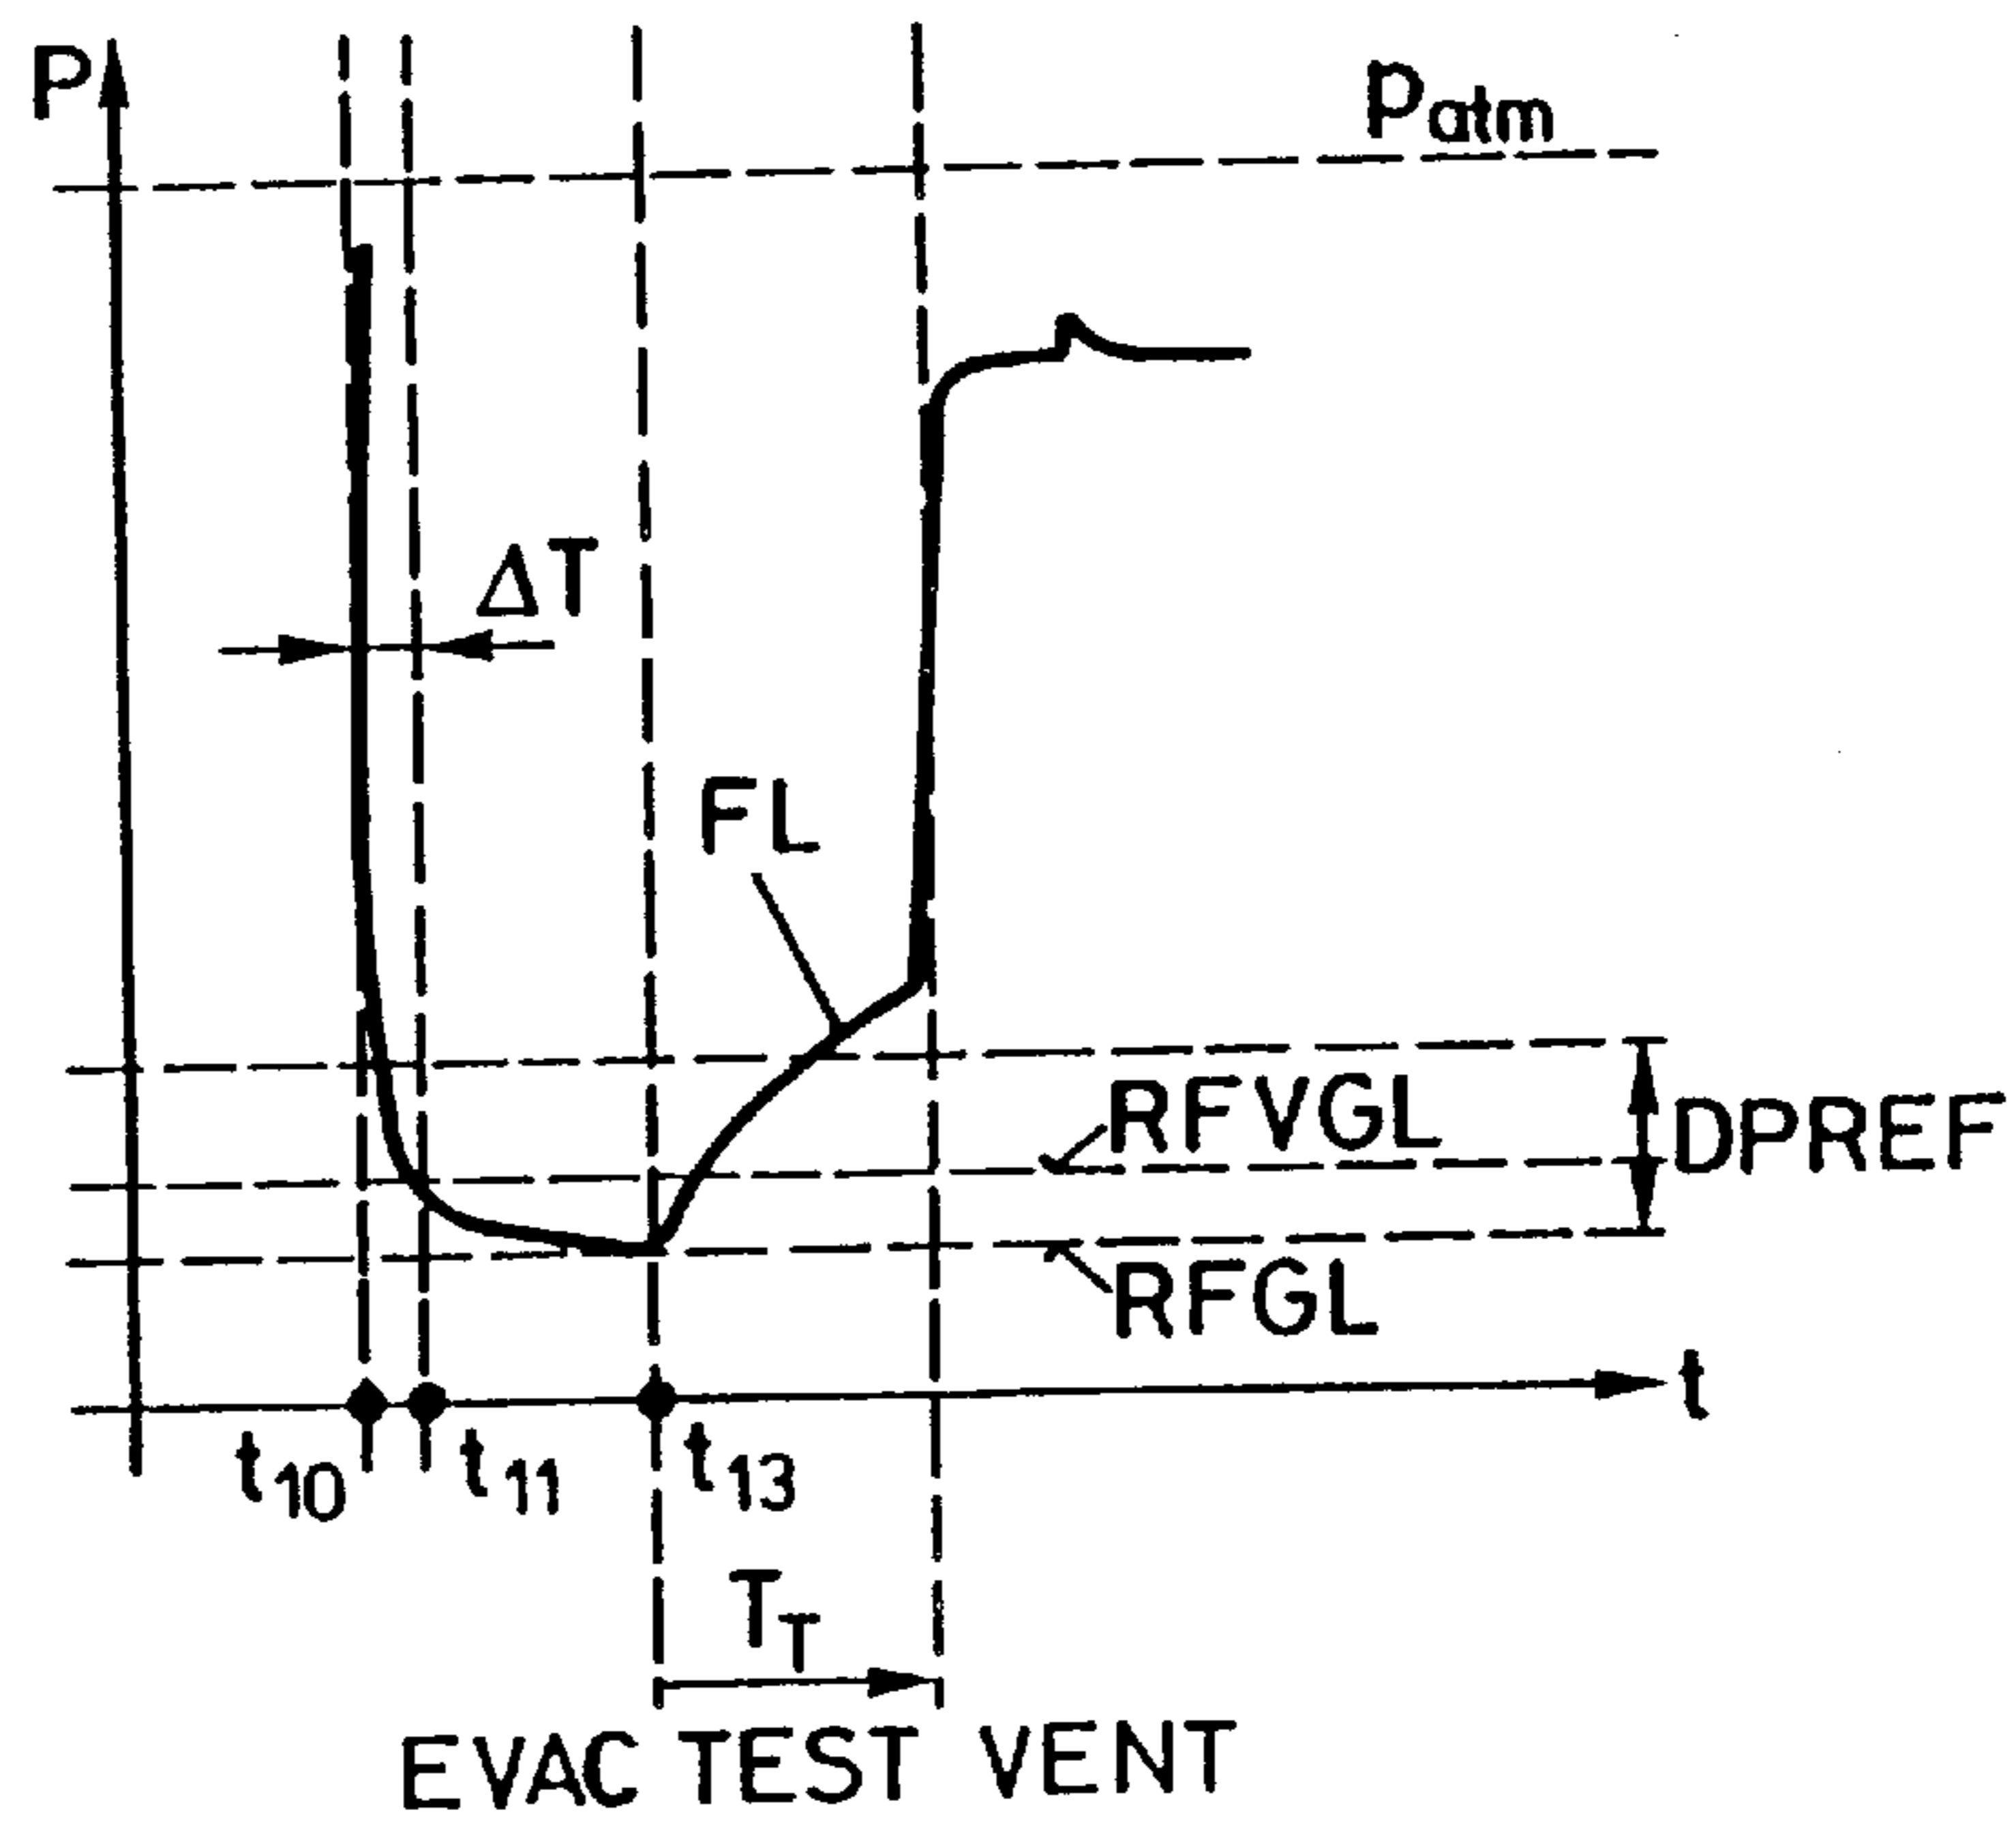 P
Patm
ΔT
FL
RFVGL
DPREF
RFGL
t
t10
t11
t13
TT
EVAC TEST VENT